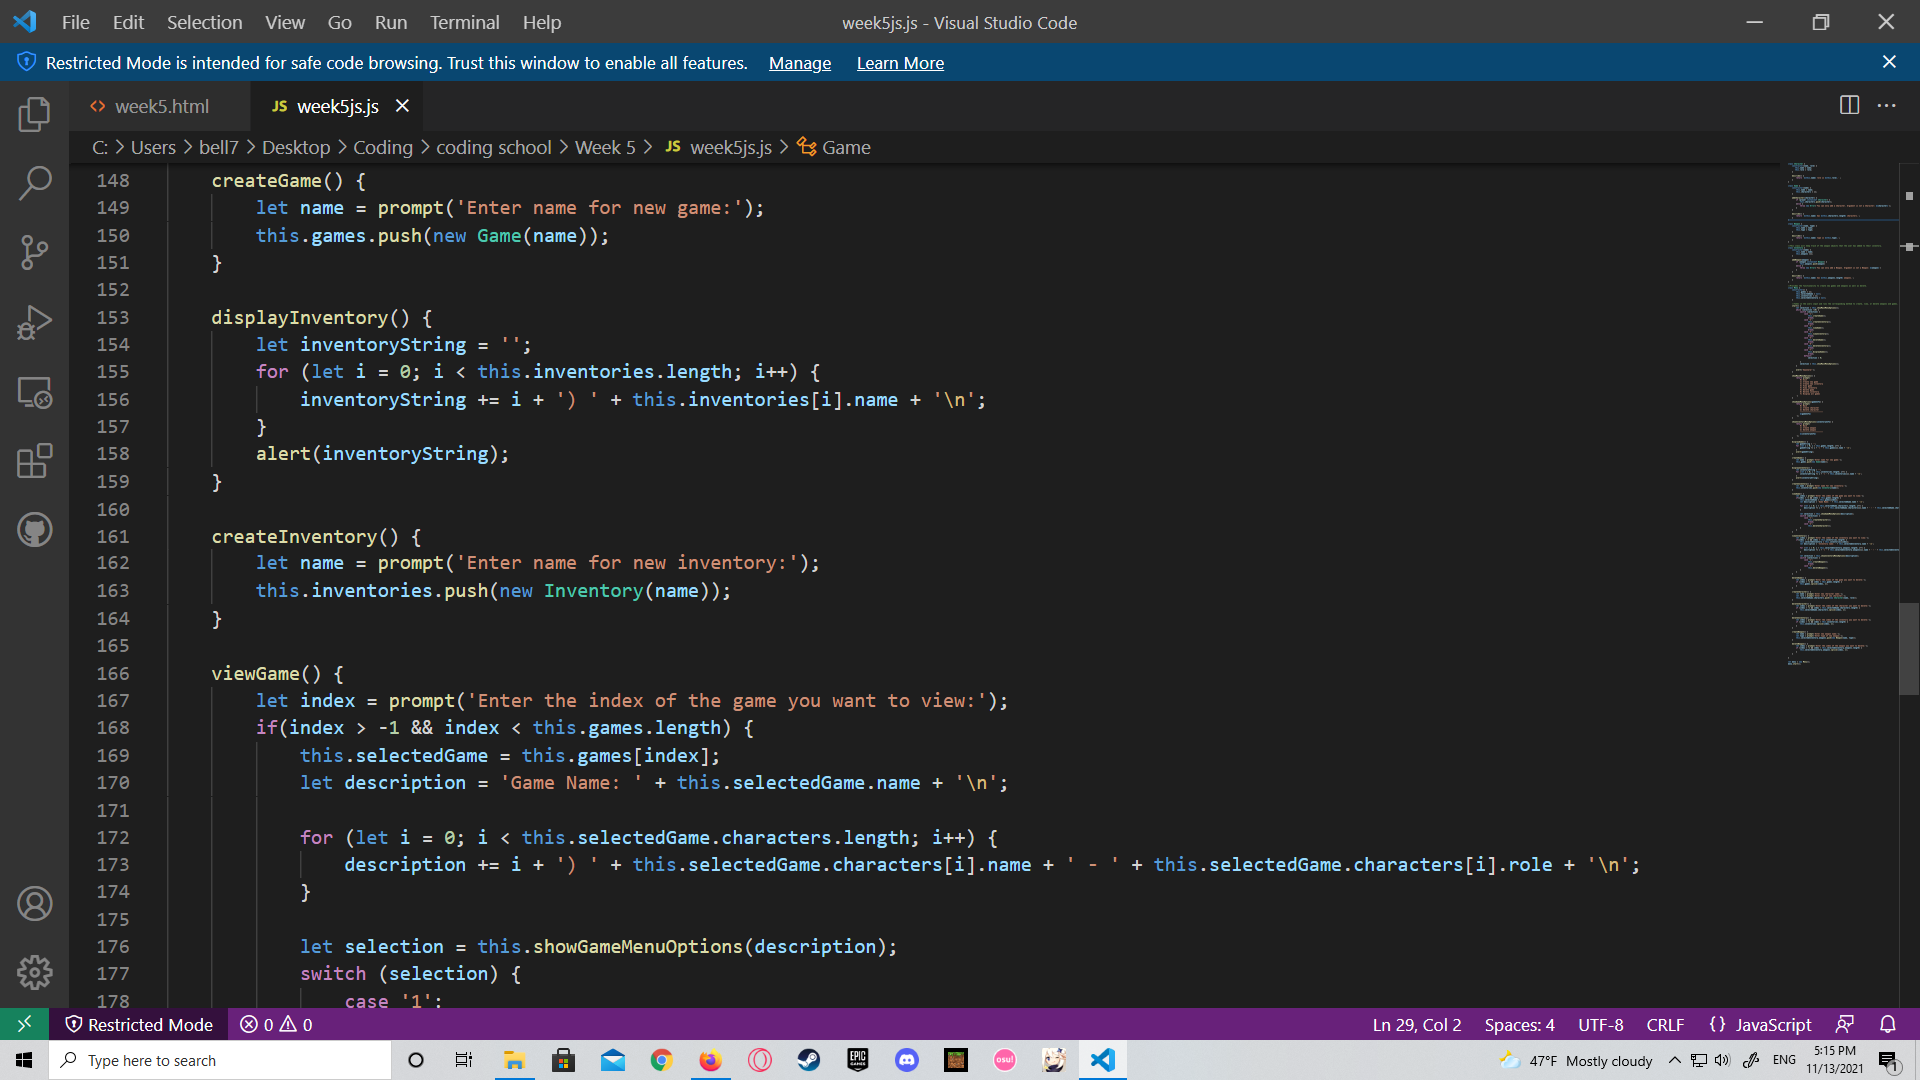 File Edit Selection View Go Run Terminal Help week5js.js - Visual Studio Code
Restricted Mode is intended for safe code browsing. Trust this window to enable all features. Manage Learn More
<> week5.html JS week5js.js
C: > Users > bell7 > Desktop > Coding > coding school > Week 5 > JS week5js.js > Game
148 createGame() {
149 let name = prompt('Enter name for new game:');
150 this.games.push(new Game(name));
151 }
152
153 displayInventory() {
154 let inventoryString = '';
155 for (let i = 0; i < this.inventories.length; i++) {
156 inventoryString += i + ') ' + this.inventories[i].name + '\n';
157 }
158 alert(inventoryString);
159 }
160
161 createInventory() {
162 let name = prompt('Enter name for new inventory:');
163 this.inventories.push(new Inventory(name));
164 }
165
166 viewGame() {
167 let index = prompt('Enter the index of the game you want to view:');
168 if(index > -1 && index < this.games.length) {
169 this.selectedGame = this.games[index];
170 let description = 'Game Name: ' + this.selectedGame.name + '\n';
171
172 for (let i = 0; i < this.selectedGame.characters.length; i++) {
173 description += i + ') ' + this.selectedGame.characters[i].name + ' - ' + this.selectedGame.characters[i].role + '\n';
174 }
175
176 let selection = this.showGameMenuOptions(description);
177 switch (selection) {
178 case '1':
Restricted Mode 0 0 Ln 29, Col 2 Spaces: 4 UTF-8 CRLF {} JavaScript
Type here to search EPIC GAMES osu! 47°F Mostly cloudy ENG 5:15 PM
11/13/2021 1